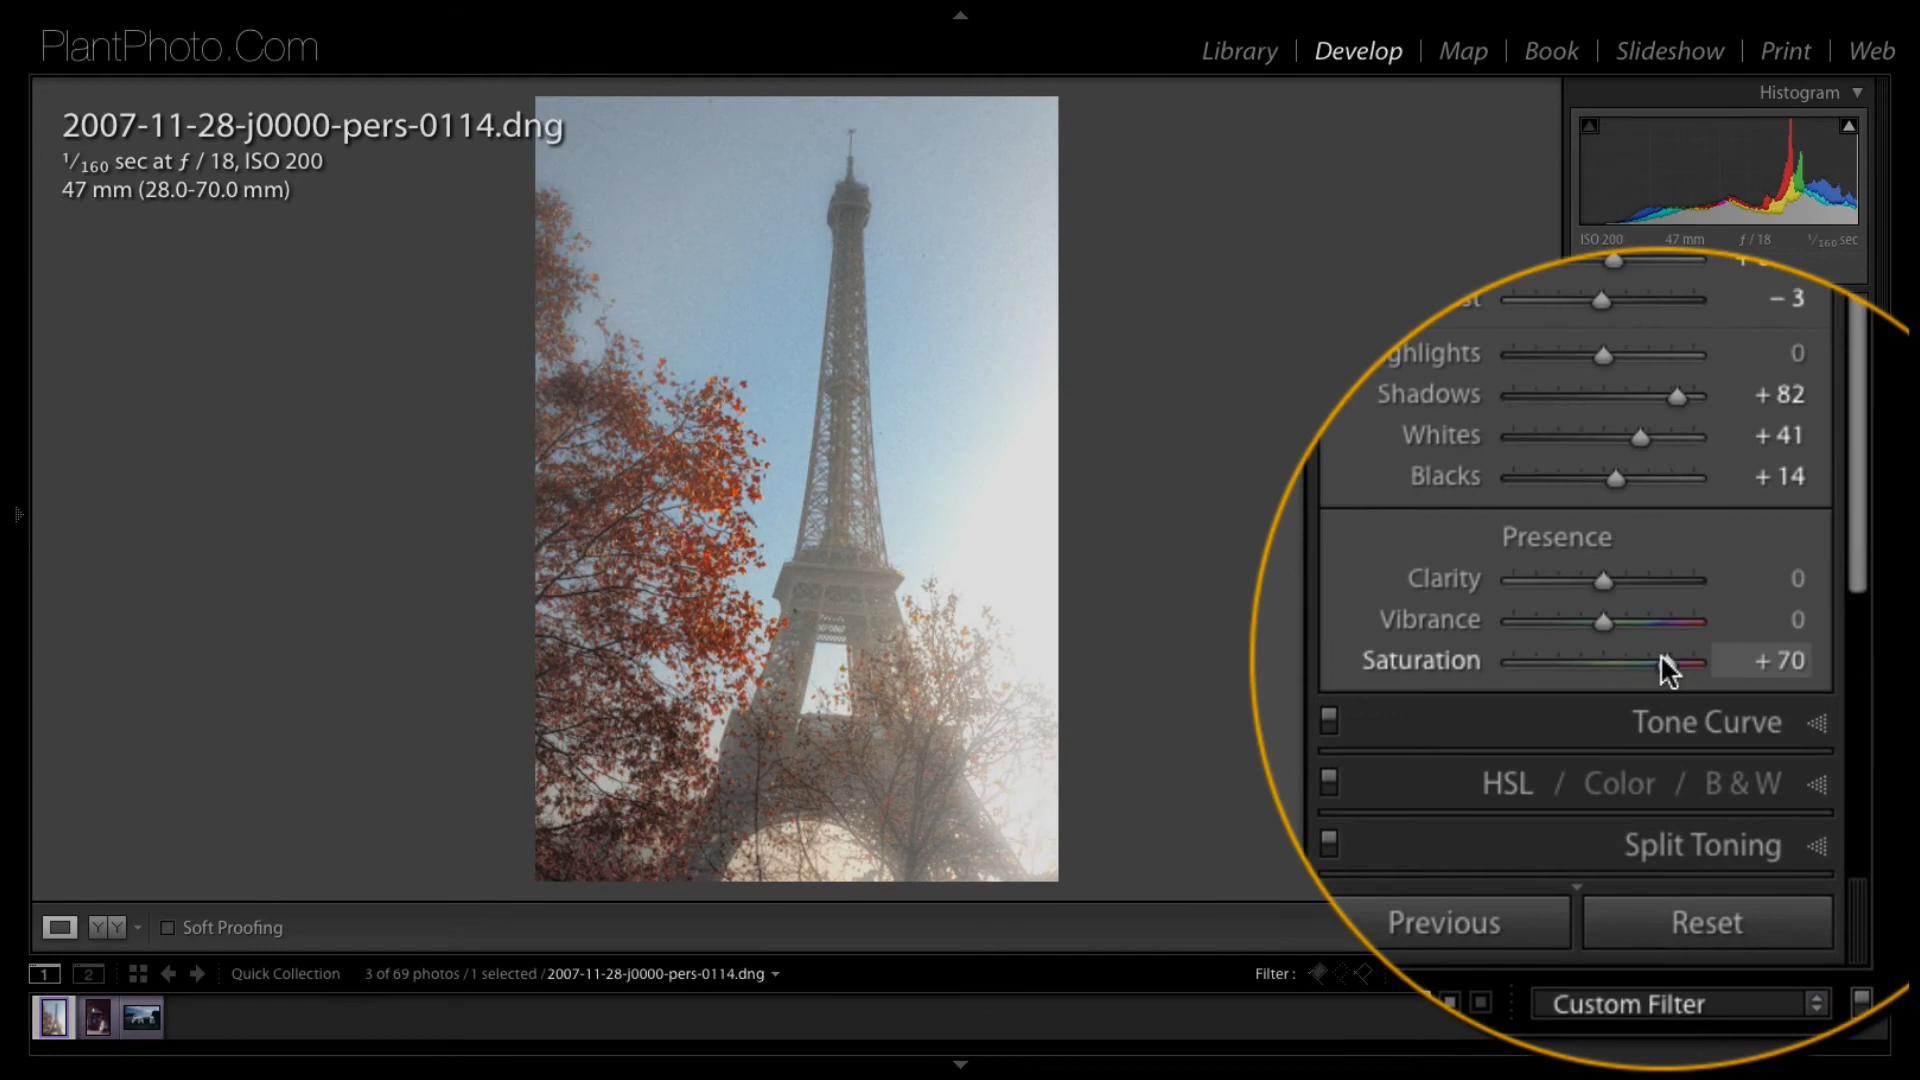 PlantPhoto.Com
Library | Develop | Map | Book | Slideshow | Print | Web
Histogram
2007-11-28-j0000-pers-0114.dng
1/160 sec at ƒ / 18, ISO 200
47 mm (28.0-70.0 mm)
ISO 200 47 mm ƒ / 18 1/160 sec
st - 3
ghlights 0
Shadows + 82
Whites + 41
Blacks + 14
Presence
Clarity 0
Vibrance 0
Saturation + 70
Tone Curve
HSL / Color / B & W
Split Toning
Previous Reset
YY Soft Proofing
1 2 Quick Collection 3 of 69 photos / 1 selected / 2007-11-28-j0000-pers-0114.dng Filter :
Custom Filter